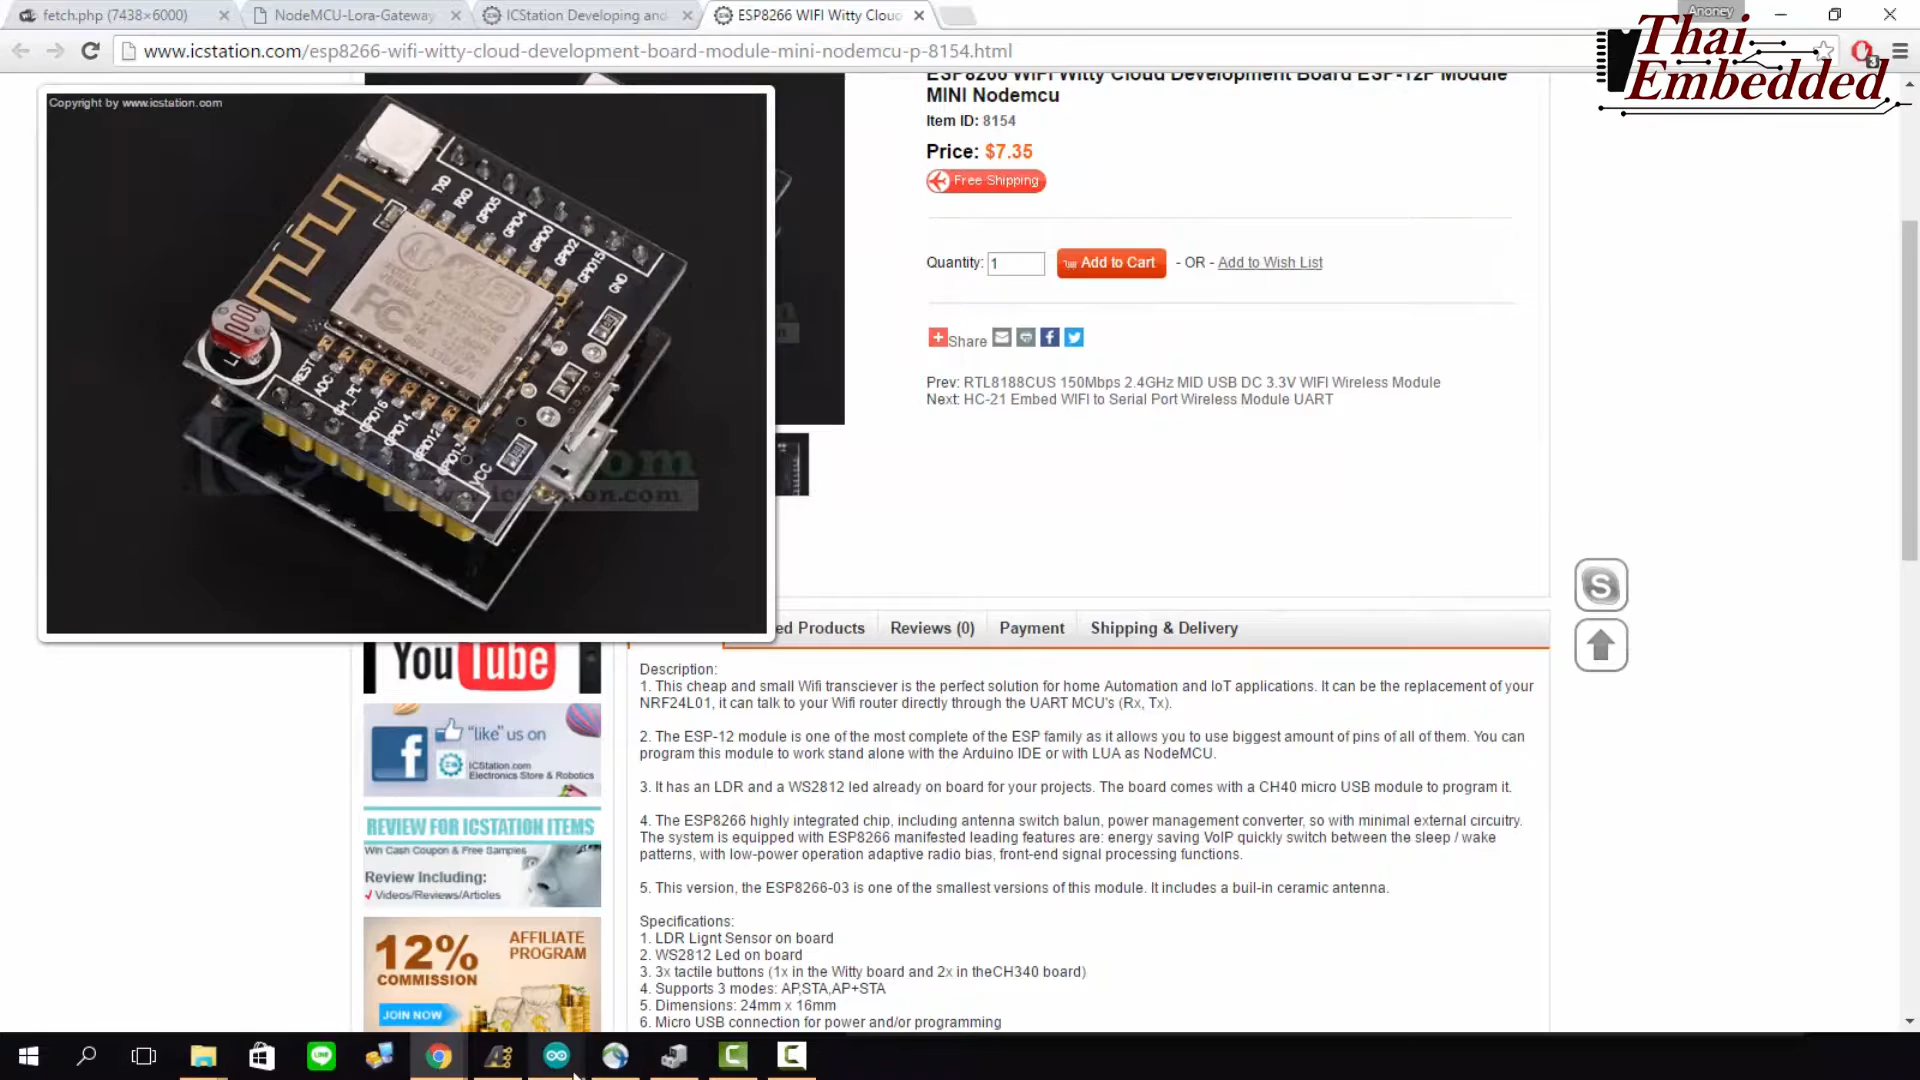 fetch.php (7438×6000)
NodeMCU-Lora-Gateway
ICStation Developing and
ESP8266 WIFI Witty Cloud
Anoney
www.icstation.com/esp8266-wifi-witty-cloud-development-board-module-mini-nodemcu-p-8154.html
Thai
Embedded
3
Copyright by www.icstation.com
TXD
RXD
GPIO5
GPIO4
GPIO0
GPIO2
GPIO15
GND
REST
ADC
CH_PD
GPIO16
GPIO14
GPIO12
GPIO13
VCC
FC
ESP8266 WIFI Witty Cloud Development Board ESP-12F Module
MINI Nodemcu
Item ID: 8154
Price: $7.35
Free Shipping
Quantity: 1 Add to Cart - OR - Add to Wish List
Share
Prev: RTL8188CUS 150Mbps 2.4GHz MID USB DC 3.3V WIFI Wireless Module
Next: HC-21 Embed WIFI to Serial Port Wireless Module UART
ed Products Reviews (0) Payment Shipping & Delivery
YouTube
"like" us on
ICStation.com
Electronics Store & Robotics
REVIEW FOR ICSTATION ITEMS
Win Cash Coupon & Free Samples
Review Including:
√ Videos/Reviews/Articles
12%
COMMISSION
AFFILIATE
PROGRAM
JOIN NOW
Description:
1. This cheap and small Wifi transciever is the perfect solution for home Automation and IoT applications. It can be the replacement of your
NRF24L01, it can talk to your Wifi router directly through the UART MCU's (Rx, Tx).
2. The ESP-12 module is one of the most complete of the ESP family as it allows you to use biggest amount of pins of all of them. You can
program this module to work stand alone with the Arduino IDE or with LUA as NodeMCU.
3. It has an LDR and a WS2812 led already on board for your projects. The board comes with a CH40 micro USB module to program it.
4. The ESP8266 highly integrated chip, including antenna switch balun, power management converter, so with minimal external circuitry.
The system is equipped with ESP8266 manifested leading features are: energy saving VoIP quickly switch between the sleep / wake
patterns, with low-power operation adaptive radio bias, front-end signal processing functions.
5. This version, the ESP8266-03 is one of the smallest versions of this module. It includes a buil-in ceramic antenna.
Specifications:
1. LDR Lignt Sensor on board
2. WS2812 Led on board
3. 3x tactile buttons (1x in the Witty board and 2x in theCH340 board)
4. Supports 3 modes: AP,STA,AP+STA
5. Dimensions: 24mm x 16mm
6. Micro USB connection for power and/or programming